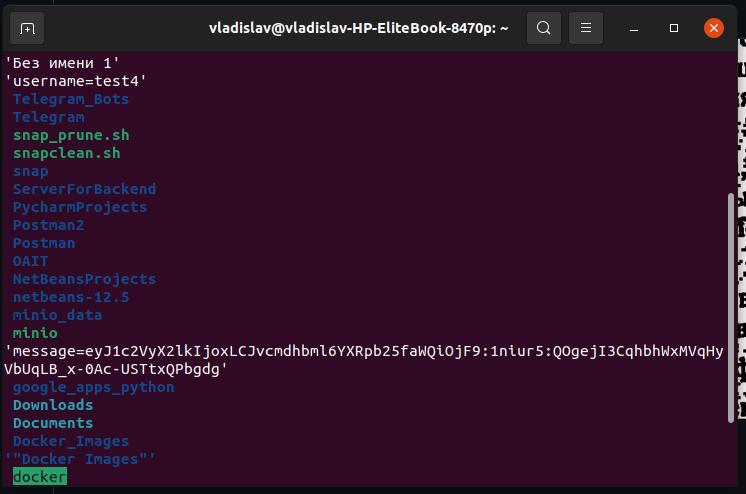 vladislav@vladislav-HP-EliteBook-8470p: ~
'Без имени 1'
'username=test4'
Telegram_Bots
Telegram
snap_prune.sh
snapclean.sh
snap
ServerForBackend
PycharmProjects
Postman2
Postman
OAIT
NetBeansProjects
netbeans-12.5
minio_data
minio
'message=eyJ1c2VyX2lkIjoxLCJvcmdhbml6YXRpb25faWQiOjF9:1niur5:QOgejI3CqhbhWxMVqHy
VbUqLB_x-0Ac-USTtxQPbgdg'
google_apps_python
Downloads
Documents
Docker_Images
'"Docker Images"'
docker